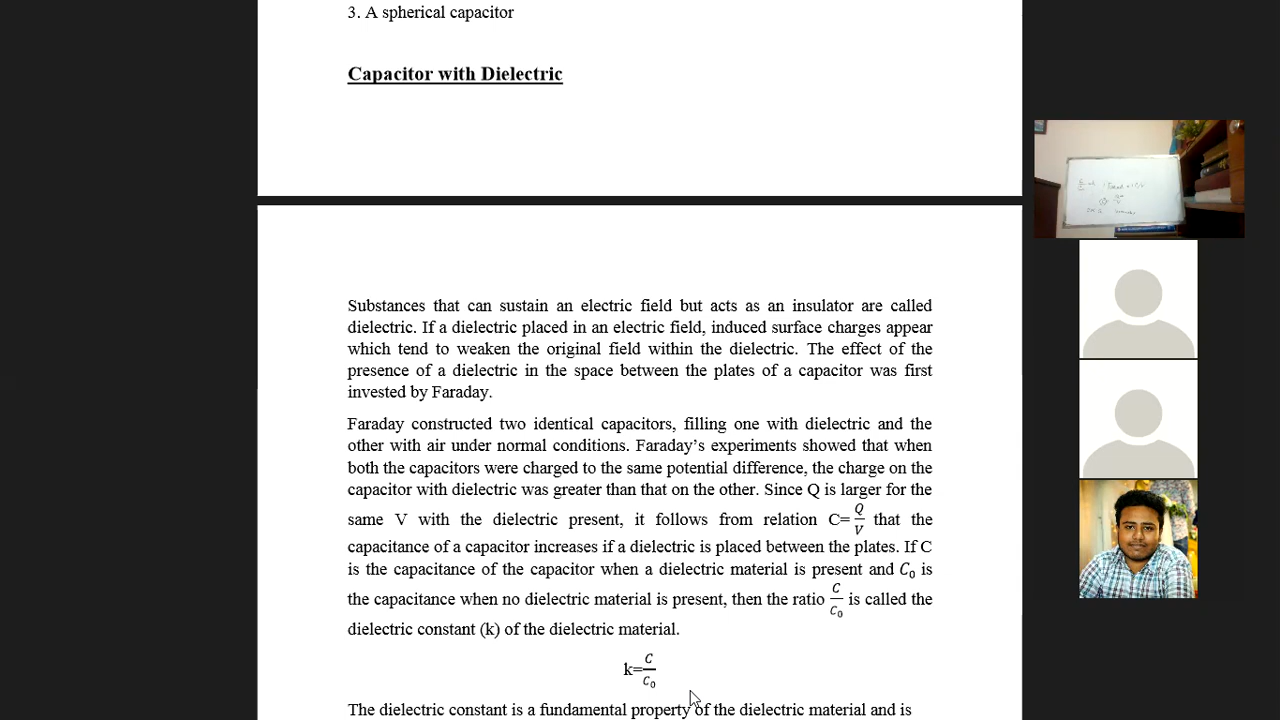 3. A spherical capacitor
Capacitor with Dielectric
Substances that can sustain an electric field but acts as an insulator are called
dielectric. If a dielectric placed in an electric field, induced surface charges appear
which tend to weaken the original field within the dielectric. The effect of the
presence of a dielectric in the space between the plates of a capacitor was first
invested by Faraday.
Faraday constructed two identical capacitors, filling one with dielectric and the
other with air under normal conditions. Faraday's experiments showed that when
both the capacitors were charged to the same potential difference, the charge on the
capacitor with dielectric was greater than that on the other. Since Q is larger for the
same V with the dielectric present, it follows from relation C=Q/V that the
capacitance of a capacitor increases if a dielectric is placed between the plates. If C
is the capacitance of the capacitor when a dielectric material is present and C₀ is
the capacitance when no dielectric material is present, then the ratio C/C₀ is called the
dielectric constant (k) of the dielectric material.
k=C/C₀
The dielectric constant is a fundamental property of the dielectric material and is